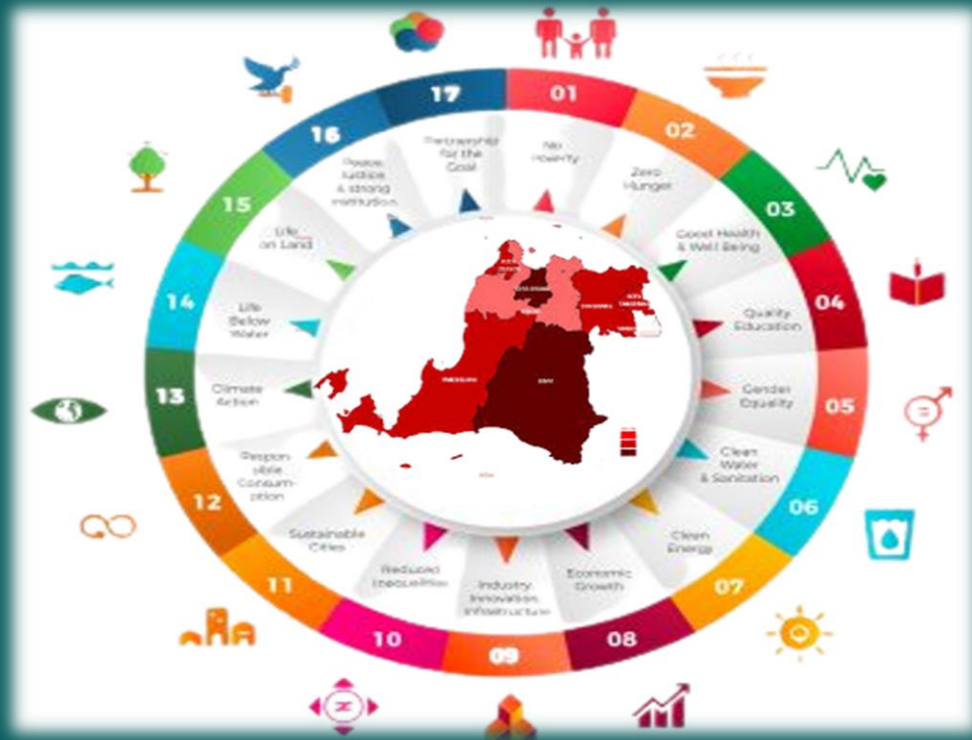 01
No
Poverty
02
Zero
Hunger
03
Good Health
& Well Being
04
Quality
Education
05
Gender
Equality
06
Clean
Water
& Sanitation
07
Clean
Energy
08
Economic
Growth
09
Industry
Innovation
Infrastructure
10
Reduced
Inequalities
11
Sustainable
Cities
12
Respon
sible
Consum-
ption
13
Climate
Action
14
Life
Below
Water
15
Life
on Land
16
Peace,
Justice
& strong
institution
17
Partnership
for the
Goal